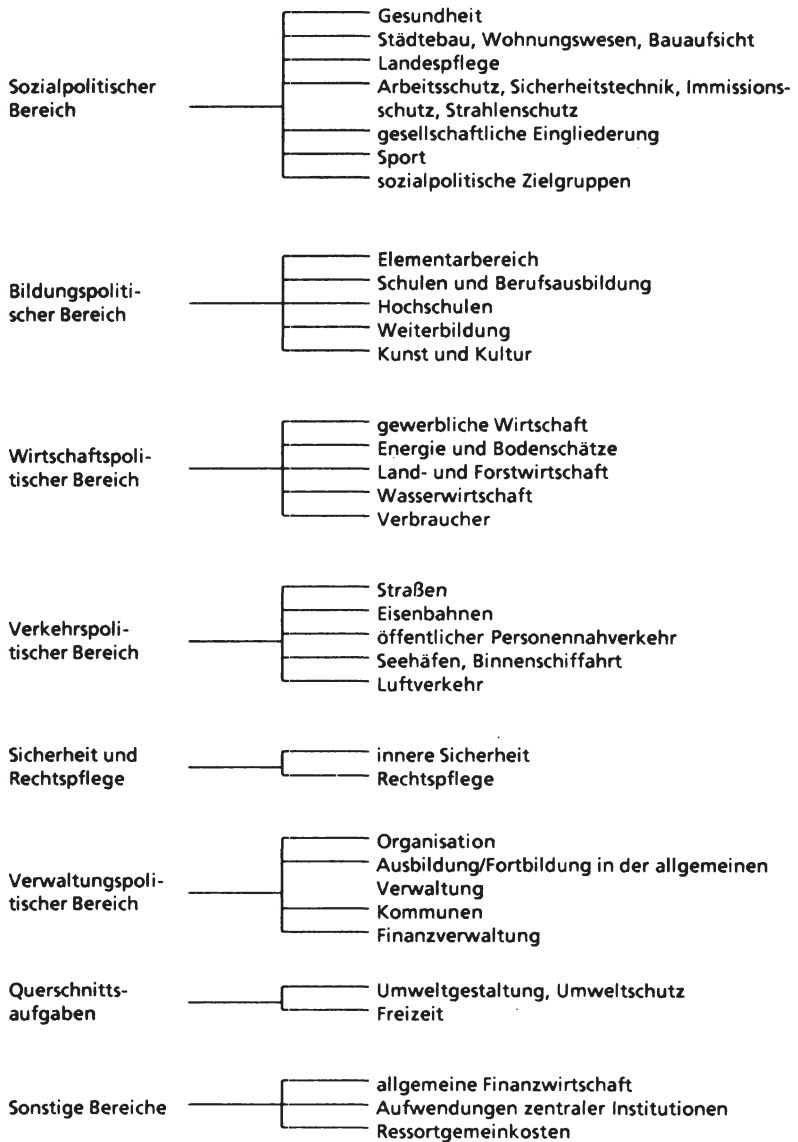 Sozialpolitischer
Bereich
Gesundheit
Städtebau, Wohnungswesen, Bauaufsicht
Landespflege
Arbeitsschutz, Sicherheitstechnik, Immissions-
schutz, Strahlenschutz
gesellschaftliche Eingliederung
Sport
sozialpolitische Zielgruppen
Bildungspoliti-
scher Bereich
Elementarbereich
Schulen und Berufsausbildung
Hochschulen
Weiterbildung
Kunst und Kultur
Wirtschaftspoli-
tischer Bereich
gewerbliche Wirtschaft
Energie und Bodenschätze
Land- und Forstwirtschaft
Wasserwirtschaft
Verbraucher
Verkehrspoli-
tischer Bereich
Straßen
Eisenbahnen
öffentlicher Personennahverkehr
Seehäfen, Binnenschiffahrt
Luftverkehr
Sicherheit und
Rechtspflege
innere Sicherheit
Rechtspflege
Verwaltungspoli-
tischer Bereich
Organisation
Ausbildung/Fortbildung in der allgemeinen
Verwaltung
Kommunen
Finanzverwaltung
Querschnitts-
aufgaben
Umweltgestaltung, Umweltschutz
Freizeit
Sonstige Bereiche
allgemeine Finanzwirtschaft
Aufwendungen zentraler Institutionen
Ressortgemeinkosten